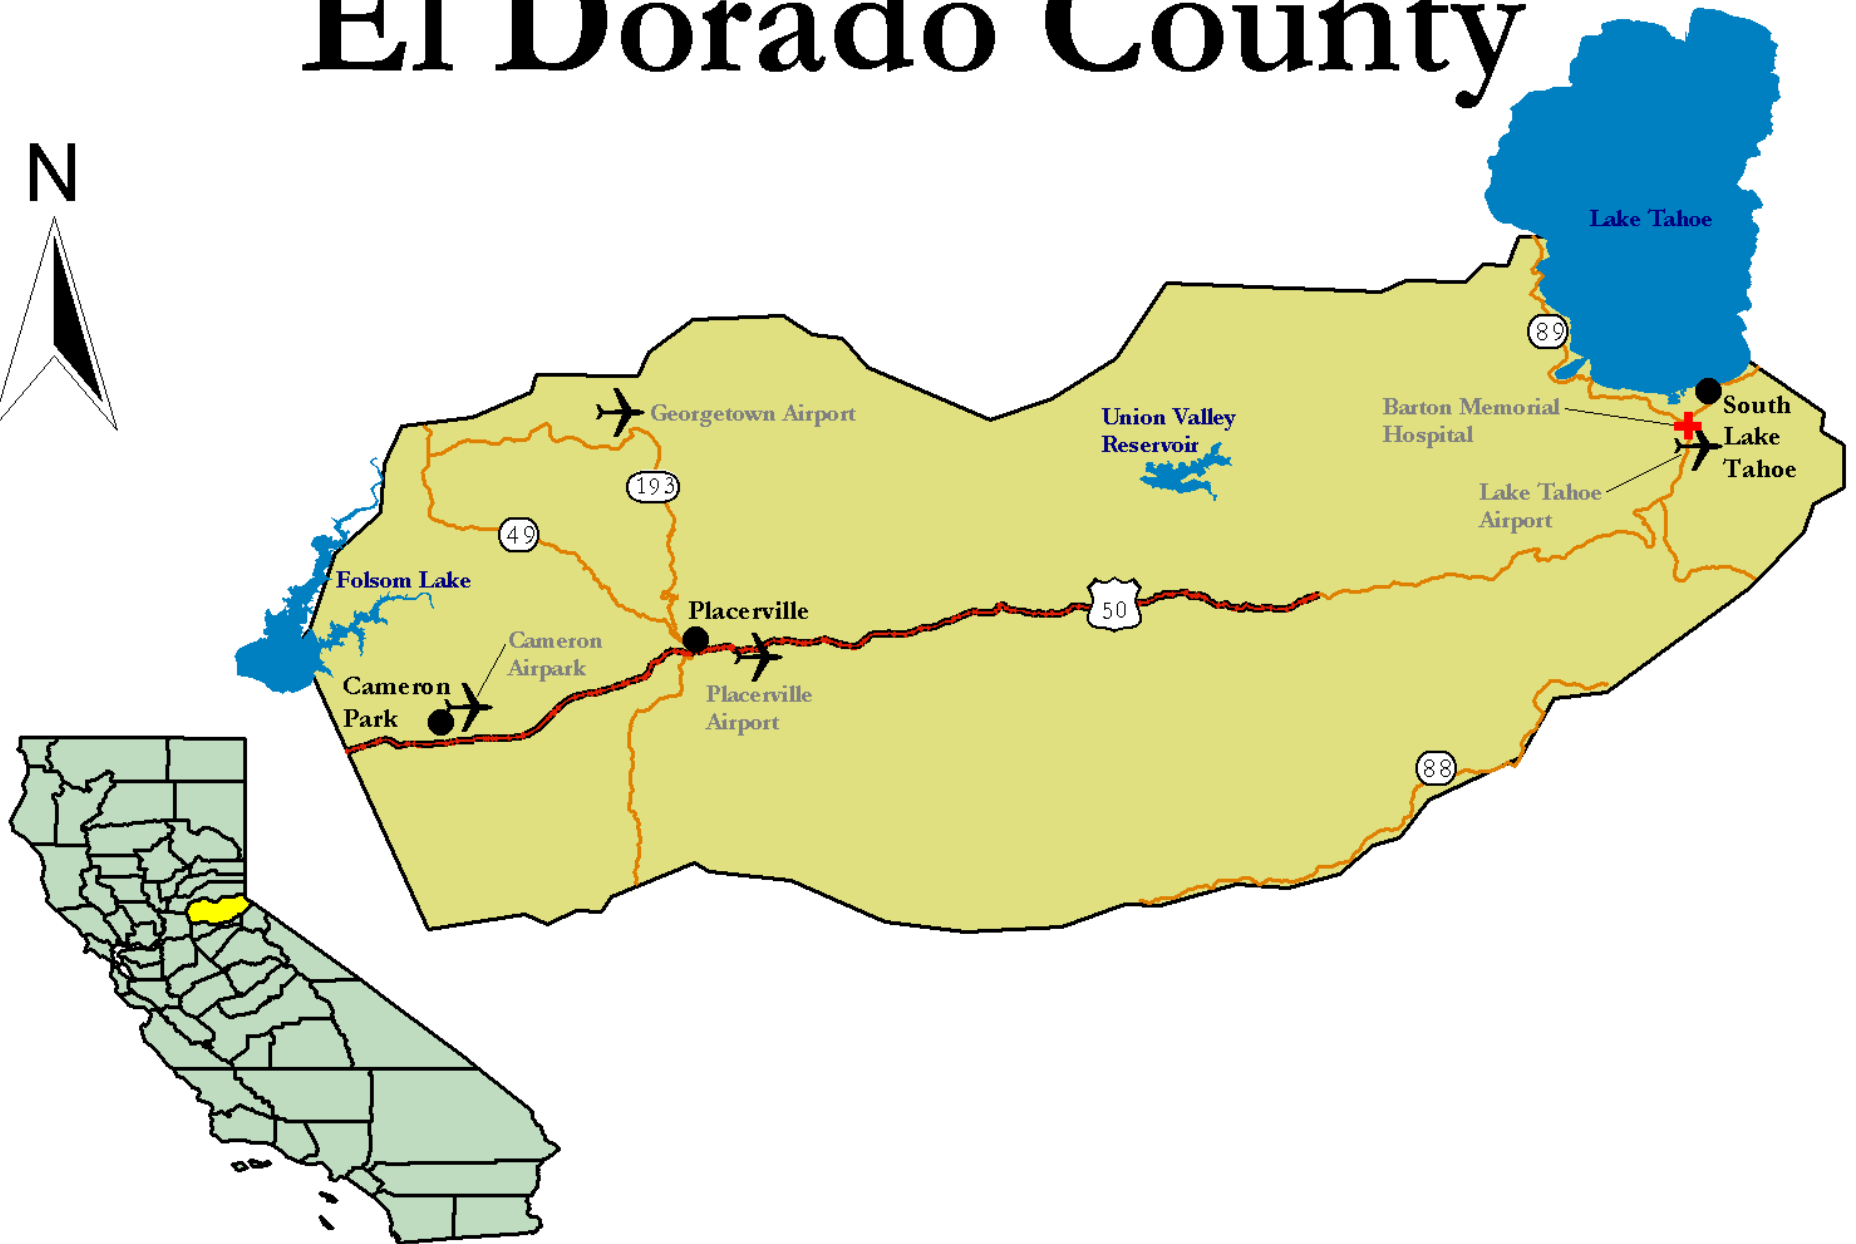 El Dorado County
N
Lake Tahoe
89
Georgetown Airport
Union Valley
Reservoir
Barton Memorial
Hospital
South
Lake
Tahoe
193
Lake Tahoe
Airport
49
Folsom Lake
Placerville
50
Cameron
Airpark
Cameron
Park
Placerville
Airport
88